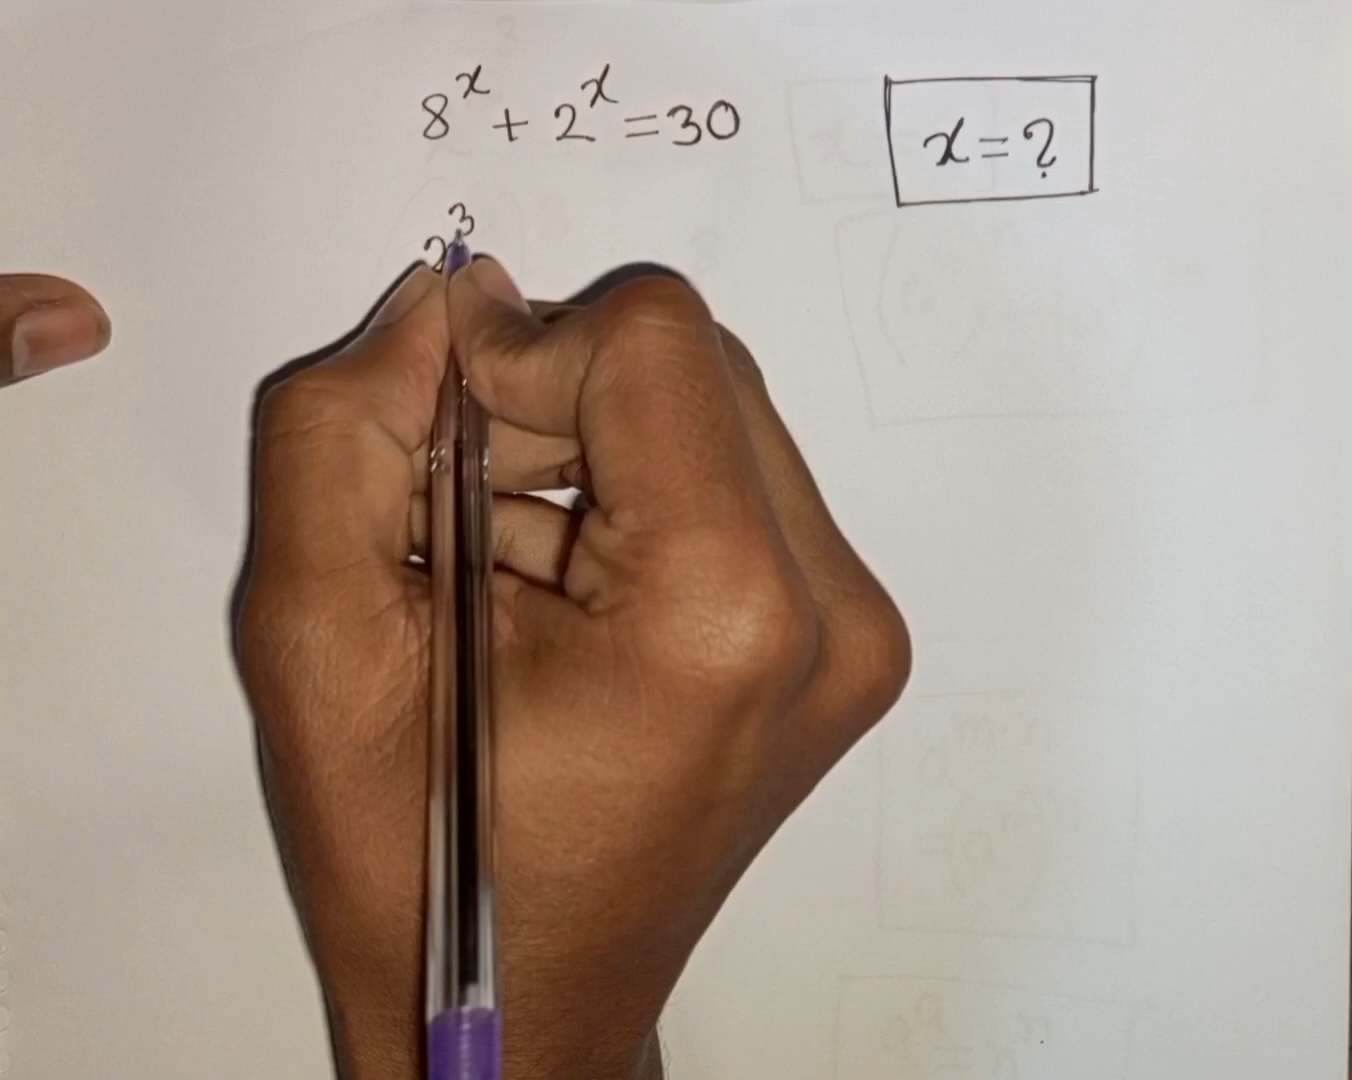 8^x + 2^x = 30
x = ?
2^3